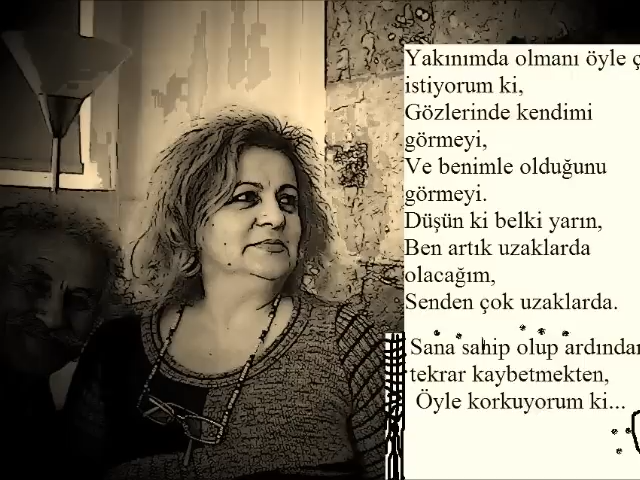 Yakınımda olmanı öyle ç
istiyorum ki,
Gözlerinde kendimi
görmeyi,
Ve benimle olduğunu
görmeyi.
Düşün ki belki yarın,
Ben artık uzaklarda
olacağım,
Senden çok uzaklarda.
Sana sahip olup ardından
tekrar kaybetmekten,
Öyle korkuyorum ki...